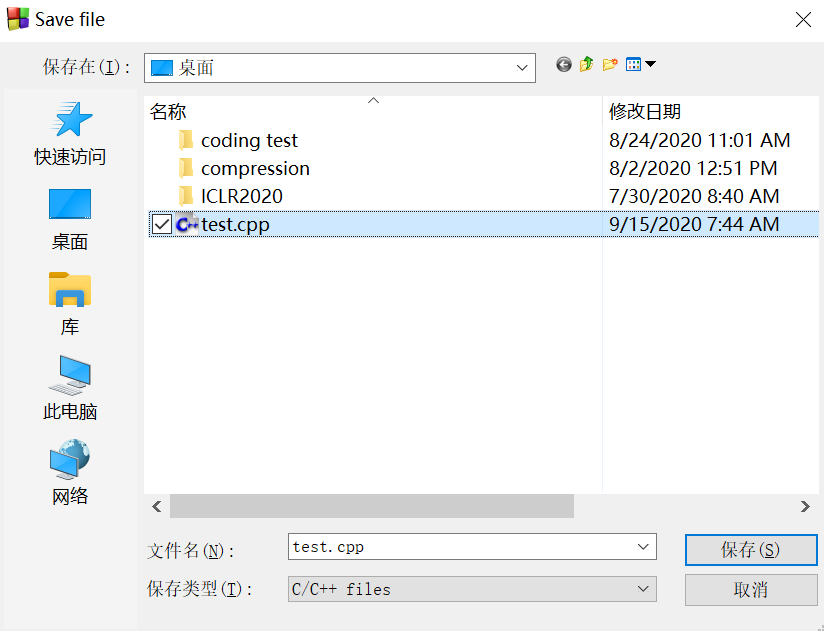 Save file
保存在(I):
桌面
快速访问
桌面
库
此电脑
网络
名称
修改日期
coding test
8/24/2020 11:01 AM
compression
8/2/2020 12:51 PM
ICLR2020
7/30/2020 8:40 AM
test.cpp
9/15/2020 7:44 AM
文件名(N):
test.cpp
保存(S)
保存类型(T):
C/C++ files
取消